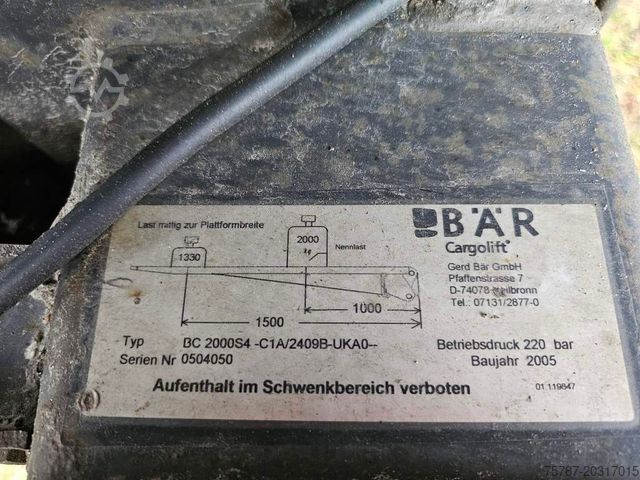 BÄR
Cargolift
Gerd Bär GmbH
Pfaffenstrasse 7
D-74078 Heilbronn
Tel.: 07131/2877-0
Last mittig zur Plattformbreite
2000
kg
Nennlast
1330
1000
1500
Typ BC 2000S4 -C1A/2409B-UKA0--
Serien Nr 0504050
Betriebsdruck 220 bar
Baujahr 2005
Aufenthalt im Schwenkbereich verboten
01 119847
75787-20317015